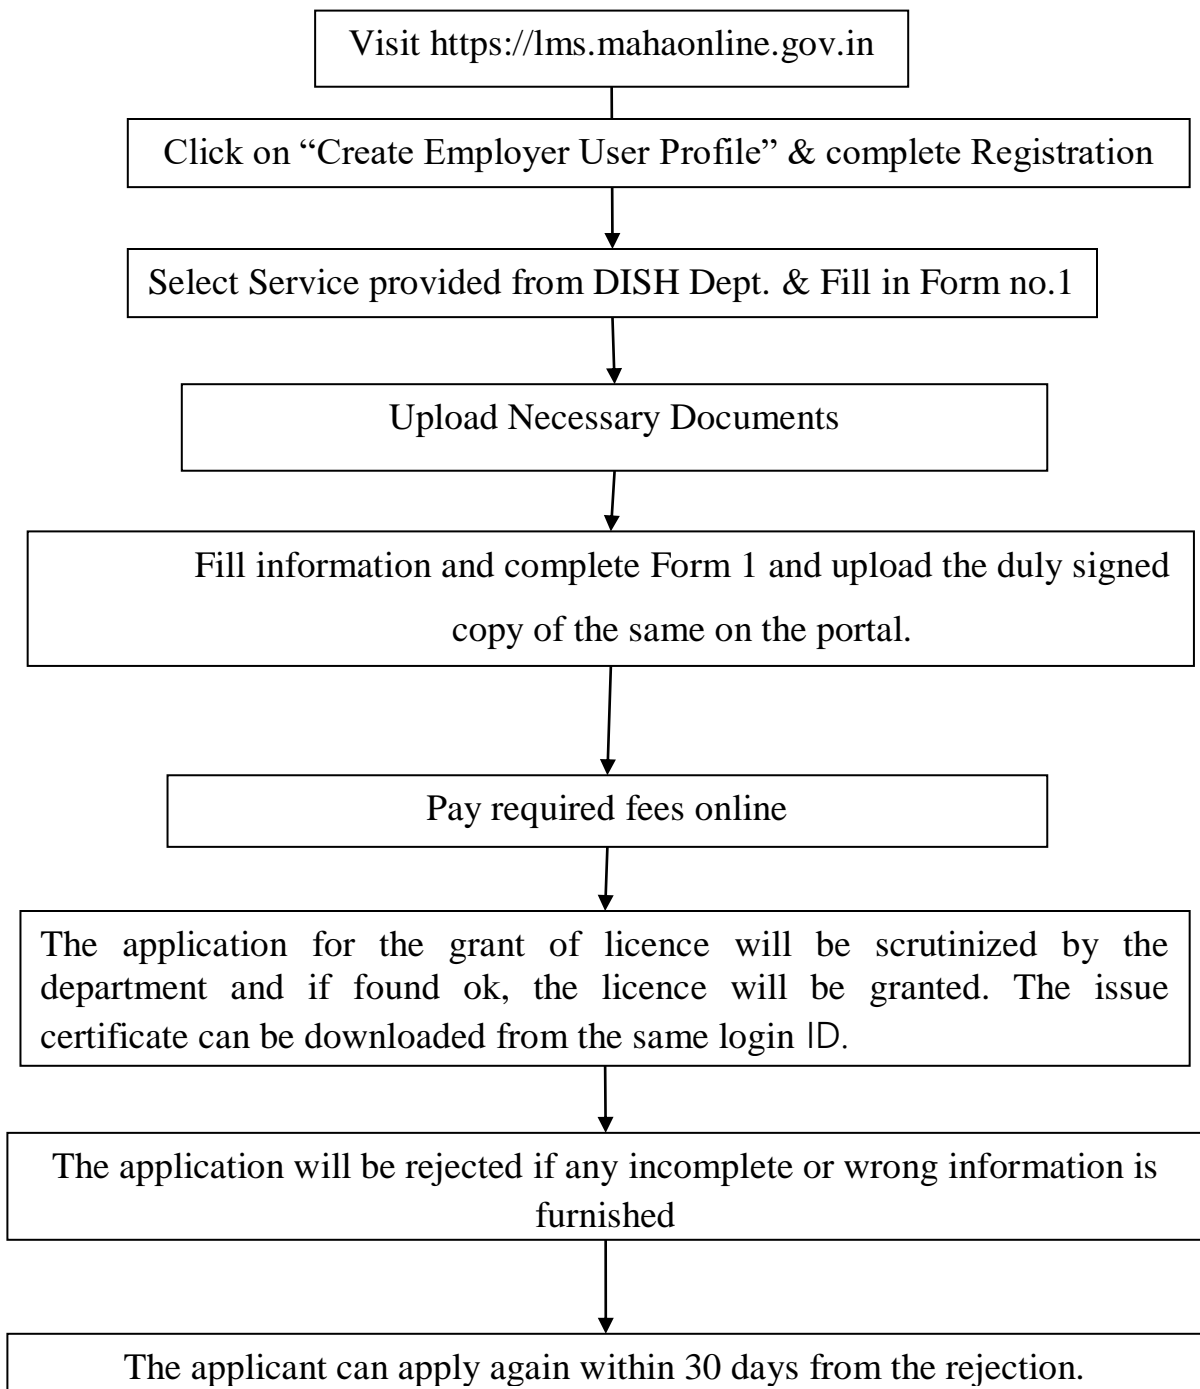 Visit https://lms.mahaonline.gov.in
Click on “Create Employer User Profile” & complete Registration
Select Service provided from DISH Dept. & Fill in Form no.1
Upload Necessary Documents
Fill information and complete Form 1 and upload the duly signed
copy of the same on the portal.
Pay required fees online
The application for the grant of licence will be scrutinized by the
department and if found ok, the licence will be granted. The issue
certificate can be downloaded from the same login ID.
The application will be rejected if any incomplete or wrong information is
furnished
The applicant can apply again within 30 days from the rejection.